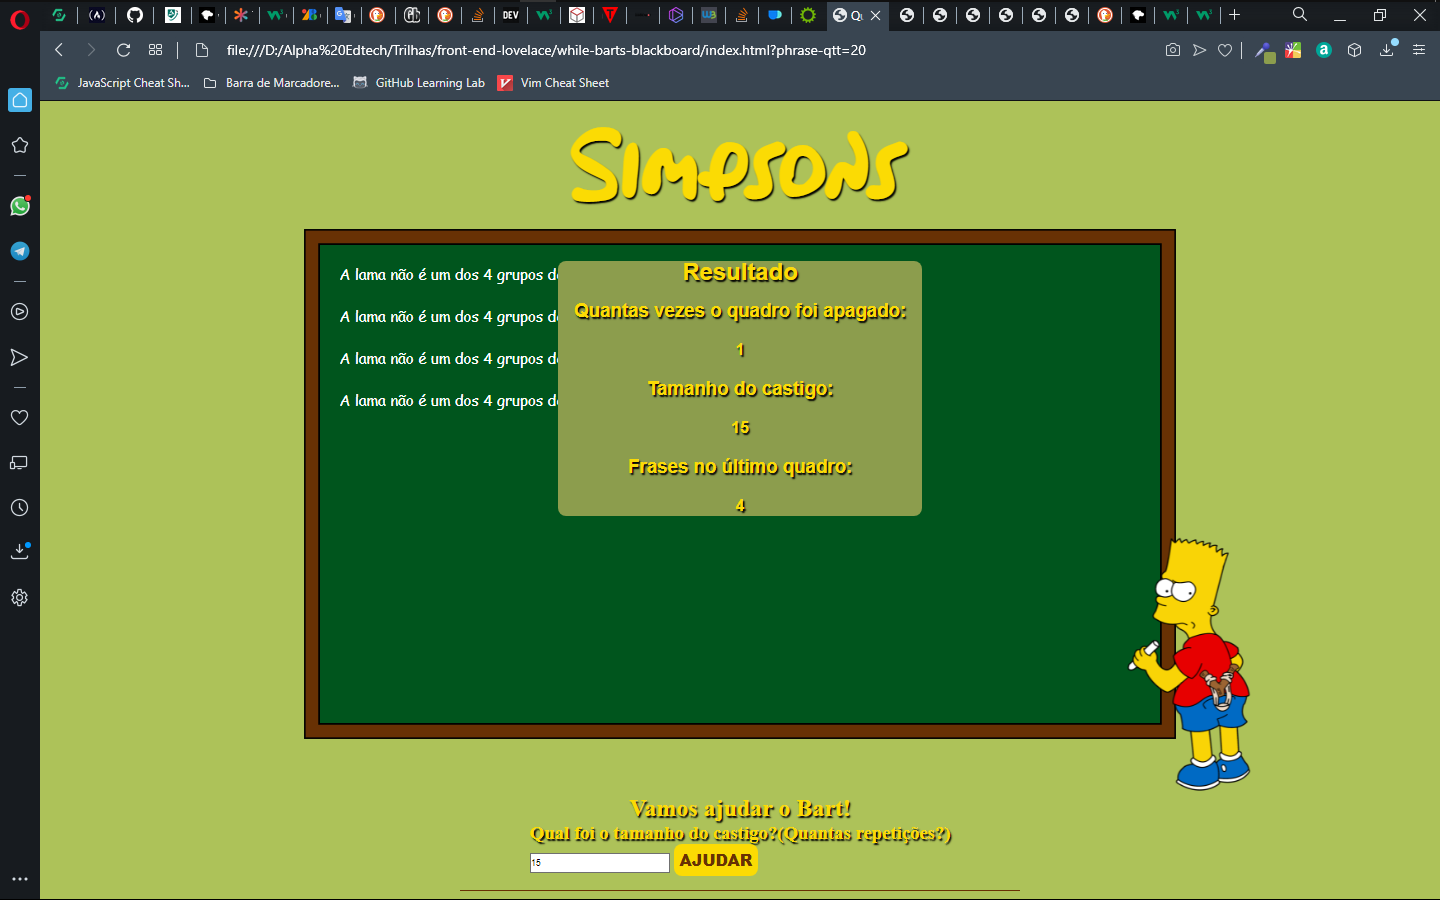 Qu
DEV
file:///D:/Alpha%20Edtech/Trilhas/front-end-lovelace/while-barts-blackboard/index.html?phrase-qtt=20
JavaScript Cheat Sh...
Barra de Marcadore...
GitHub Learning Lab
Vim Cheat Sheet
SIMPSONS
A lama não é um dos 4 grupos
A lama não é um dos 4 grupos
A lama não é um dos 4 grupos
A lama não é um dos 4 grupos
Resultado
Quantas vezes o quadro foi apagado:
1
Tamanho do castigo:
15
Frases no último quadro:
4
Vamos ajudar o Bart!
Qual foi o tamanho do castigo?(Quantas repetições?)
15
AJUDAR